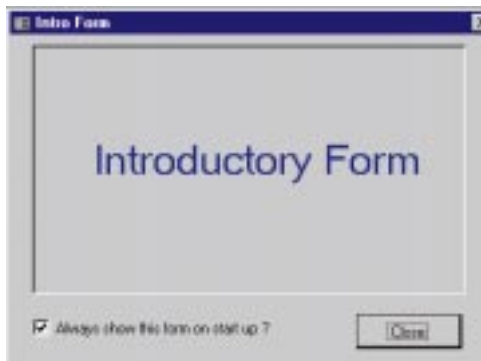 Intro Form
Introductory Form
Always show this form on start up ?
Close